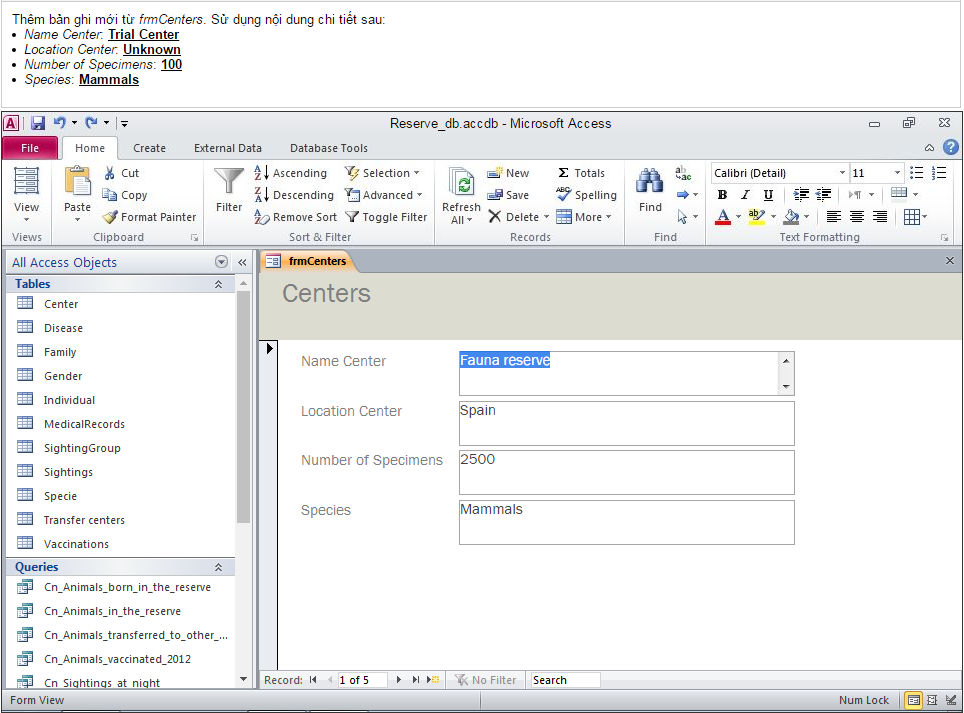 Thêm bản ghi mới từ frmCenters. Sử dụng nội dung chi tiết sau:
• Name Center: Trial Center
• Location Center: Unknown
• Number of Specimens: 100
• Species: Mammals
Reserve_db.accdb - Microsoft Access
File Home Create External Data Database Tools
View
Views
Paste
Cut
Copy
Format Painter
Clipboard
Filter
Ascending
Descending
Remove Sort
Selection
Advanced
Toggle Filter
Sort & Filter
Refresh
All
New
Save
Delete
Totals
Spelling
More
Records
Find
Find
Calibri (Detail) 11
B I U
Text Formatting
All Access Objects
Tables
Center
Disease
Family
Gender
Individual
MedicalRecords
SightingGroup
Sightings
Specie
Transfer centers
Vaccinations
Queries
Cn_Animals_born_in_the_reserve
Cn_Animals_in_the_reserve
Cn_Animals_transferred_to_other_...
Cn_Animals_vaccinated_2012
Cn_Sightings_at_night
frmCenters
Centers
Name Center Fauna reserve
Location Center Spain
Number of Specimens 2500
Species Mammals
Record: 1 of 5 No Filter Search
Form View Num Lock